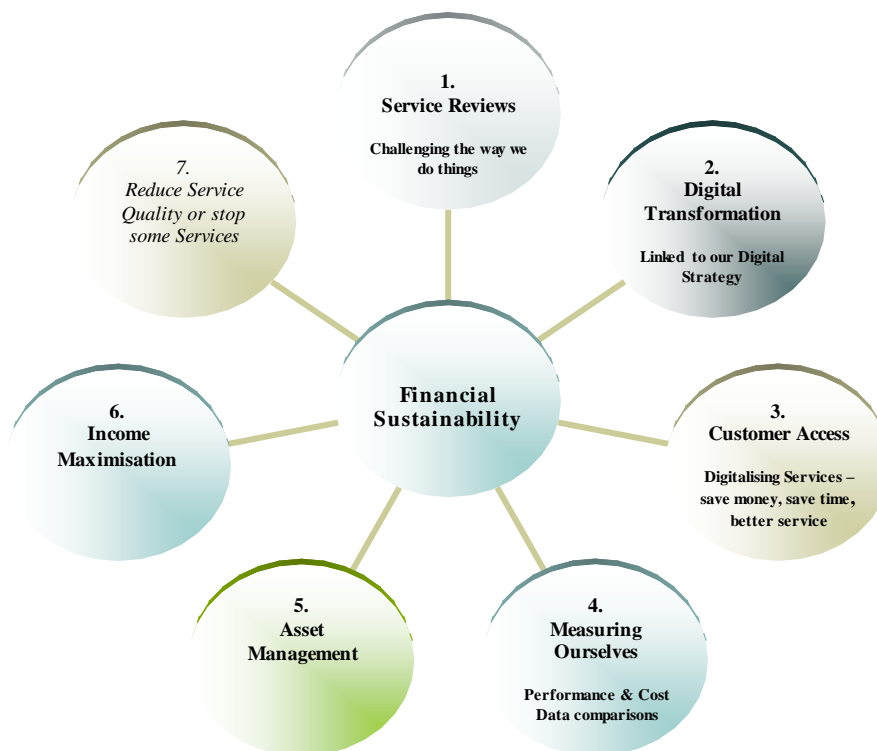 1.
Service Reviews
Challenging the way we
do things
2.
Digital
Transformation
Linked to our Digital
Strategy
3.
Customer Access
Digitalising Services –
save money, save time,
better service
4.
Measuring
Ourselves
Performance & Cost
Data comparisons
5.
Asset
Management
6.
Income
Maximisation
7.
Reduce Service
Quality or stop
some Services
Financial
Sustainability